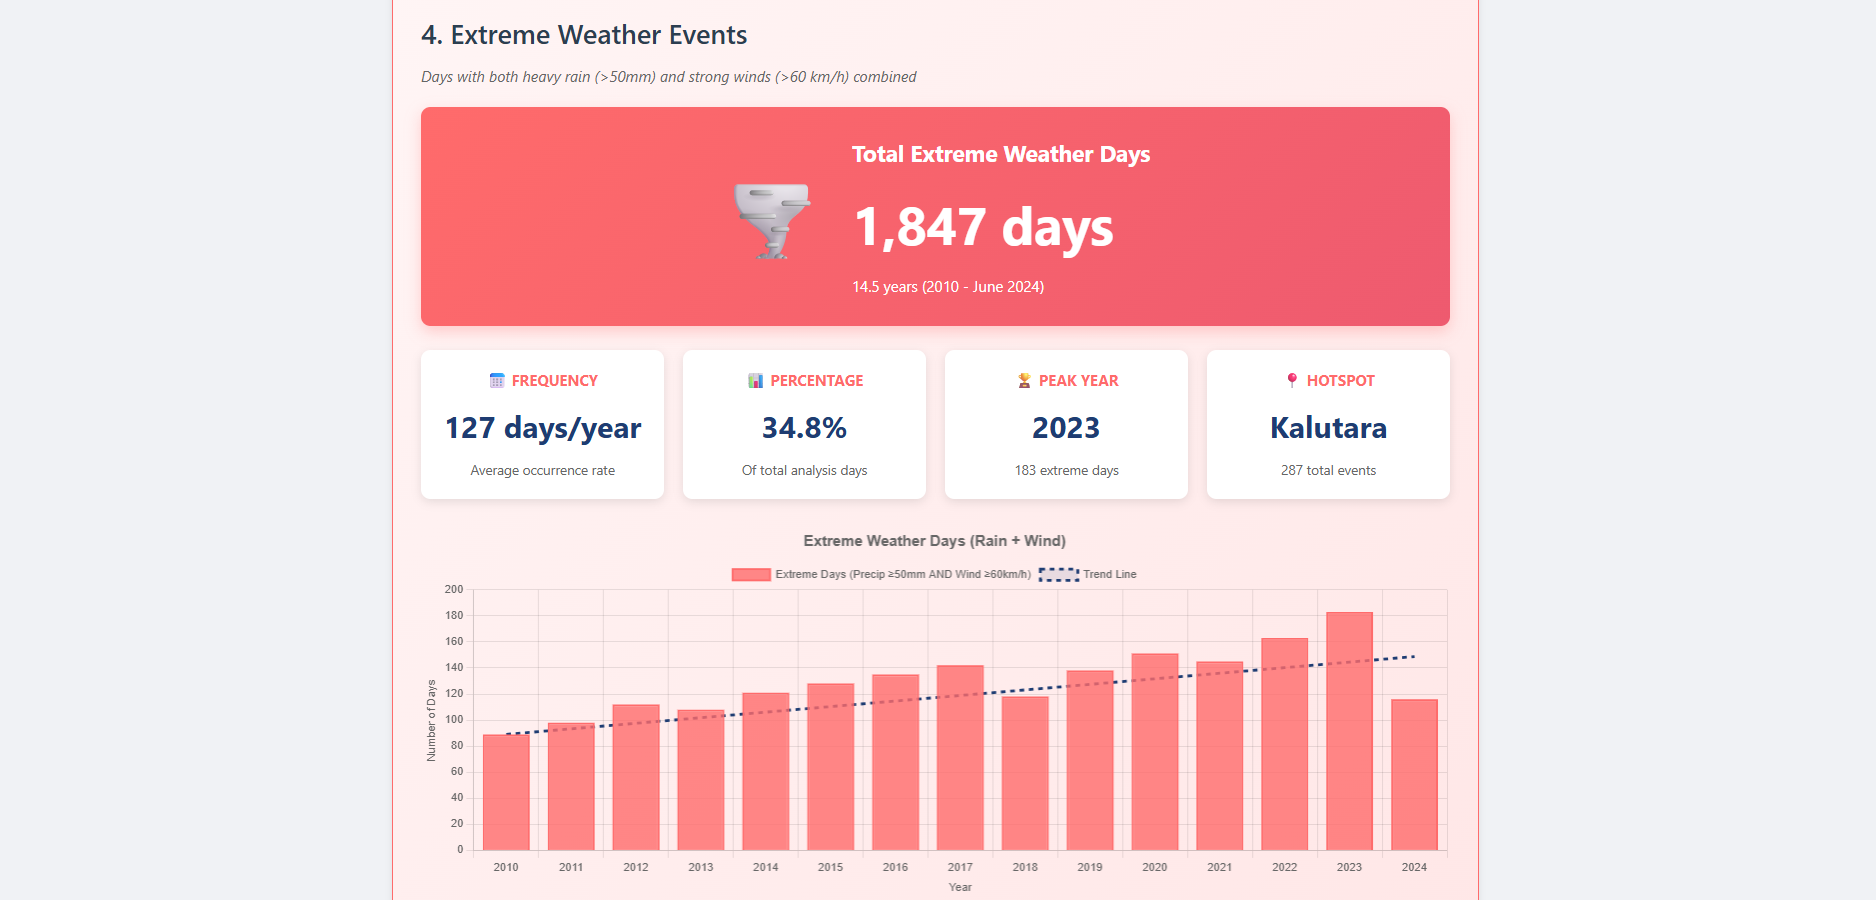 4. Extreme Weather Events
Days with both heavy rain (>50mm) and strong winds (>60 km/h) combined
Total Extreme Weather Days
1,847 days
14.5 years (2010 - June 2024)
FREQUENCY
127 days/year
Average occurrence rate
PERCENTAGE
34.8%
Of total analysis days
PEAK YEAR
2023
183 extreme days
HOTSPOT
Kalutara
287 total events
Extreme Weather Days (Rain + Wind)
Extreme Days (Precip ≥50mm AND Wind ≥60km/h)
Trend Line
Number of Days
200
180
160
140
120
100
80
60
40
20
0
2010 2011 2012 2013 2014 2015 2016 2017 2018 2019 2020 2021 2022 2023 2024
Year